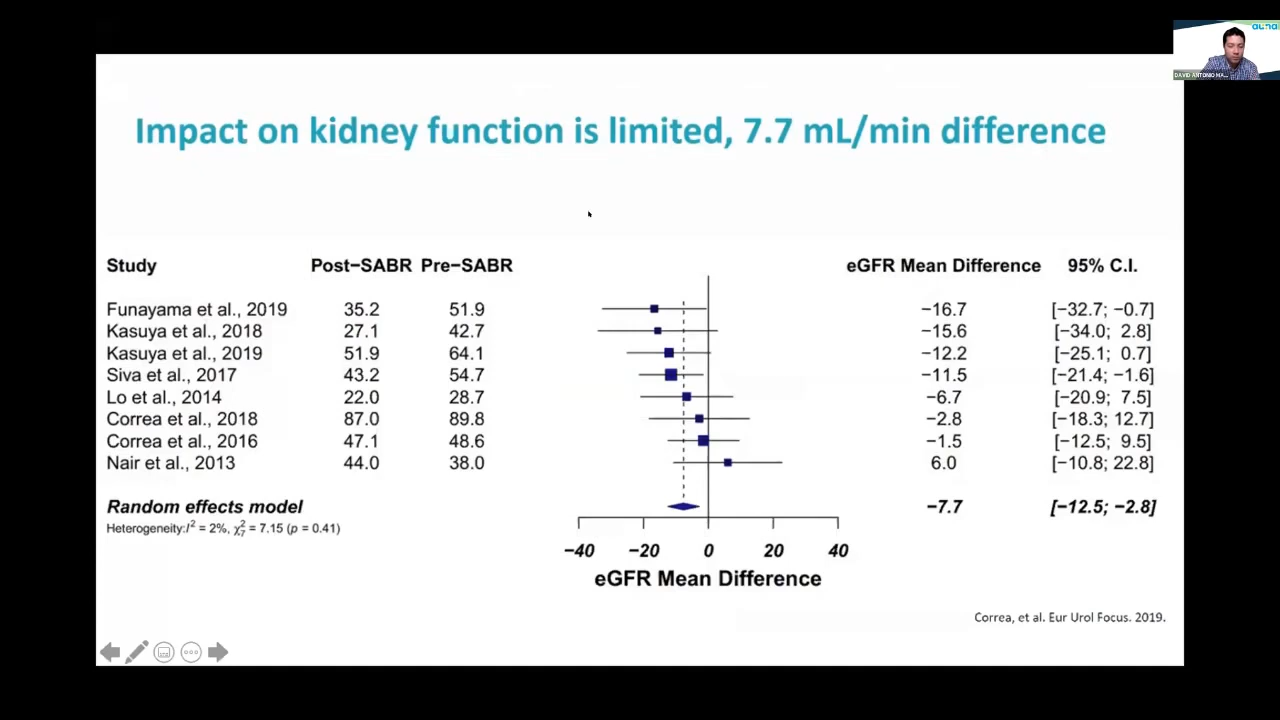 auna
DAVID ANTONIO MA...
Impact on kidney function is limited, 7.7 mL/min difference
Study Post−SABR Pre−SABR eGFR Mean Difference 95% C.I.
Funayama et al., 2019 35.2 51.9 −16.7 [−32.7; −0.7]
Kasuya et al., 2018 27.1 42.7 −15.6 [−34.0; 2.8]
Kasuya et al., 2019 51.9 64.1 −12.2 [−25.1; 0.7]
Siva et al., 2017 43.2 54.7 −11.5 [−21.4; −1.6]
Lo et al., 2014 22.0 28.7 −6.7 [−20.9; 7.5]
Correa et al., 2018 87.0 89.8 −2.8 [−18.3; 12.7]
Correa et al., 2016 47.1 48.6 −1.5 [−12.5; 9.5]
Nair et al., 2013 44.0 38.0 6.0 [−10.8; 22.8]
Random effects model −7.7 [−12.5; −2.8]
Heterogeneity: I² = 2%, χ²₇ = 7.15 (p = 0.41)
−40 −20 0 20 40
eGFR Mean Difference
Correa, et al. Eur Urol Focus. 2019.